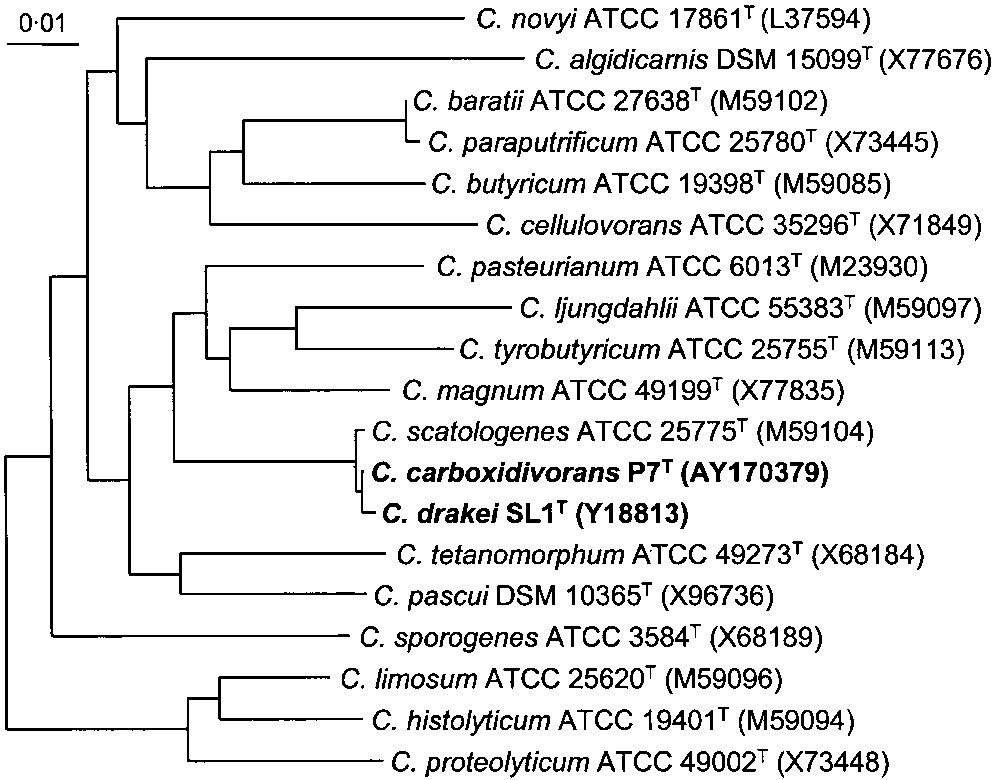 0·01
C. novyi ATCC 17861ᵀ (L37594)
C. algidicarnis DSM 15099ᵀ (X77676)
C. baratii ATCC 27638ᵀ (M59102)
C. paraputrificum ATCC 25780ᵀ (X73445)
C. butyricum ATCC 19398ᵀ (M59085)
C. cellulovorans ATCC 35296ᵀ (X71849)
C. pasteurianum ATCC 6013ᵀ (M23930)
C. ljungdahlii ATCC 55383ᵀ (M59097)
C. tyrobutyricum ATCC 25755ᵀ (M59113)
C. magnum ATCC 49199ᵀ (X77835)
C. scatologenes ATCC 25775ᵀ (M59104)
C. carboxidivorans P7ᵀ (AY170379)
C. drakei SL1ᵀ (Y18813)
C. tetanomorphum ATCC 49273ᵀ (X68184)
C. pascui DSM 10365ᵀ (X96736)
C. sporogenes ATCC 3584ᵀ (X68189)
C. limosum ATCC 25620ᵀ (M59096)
C. histolyticum ATCC 19401ᵀ (M59094)
C. proteolyticum ATCC 49002ᵀ (X73448)